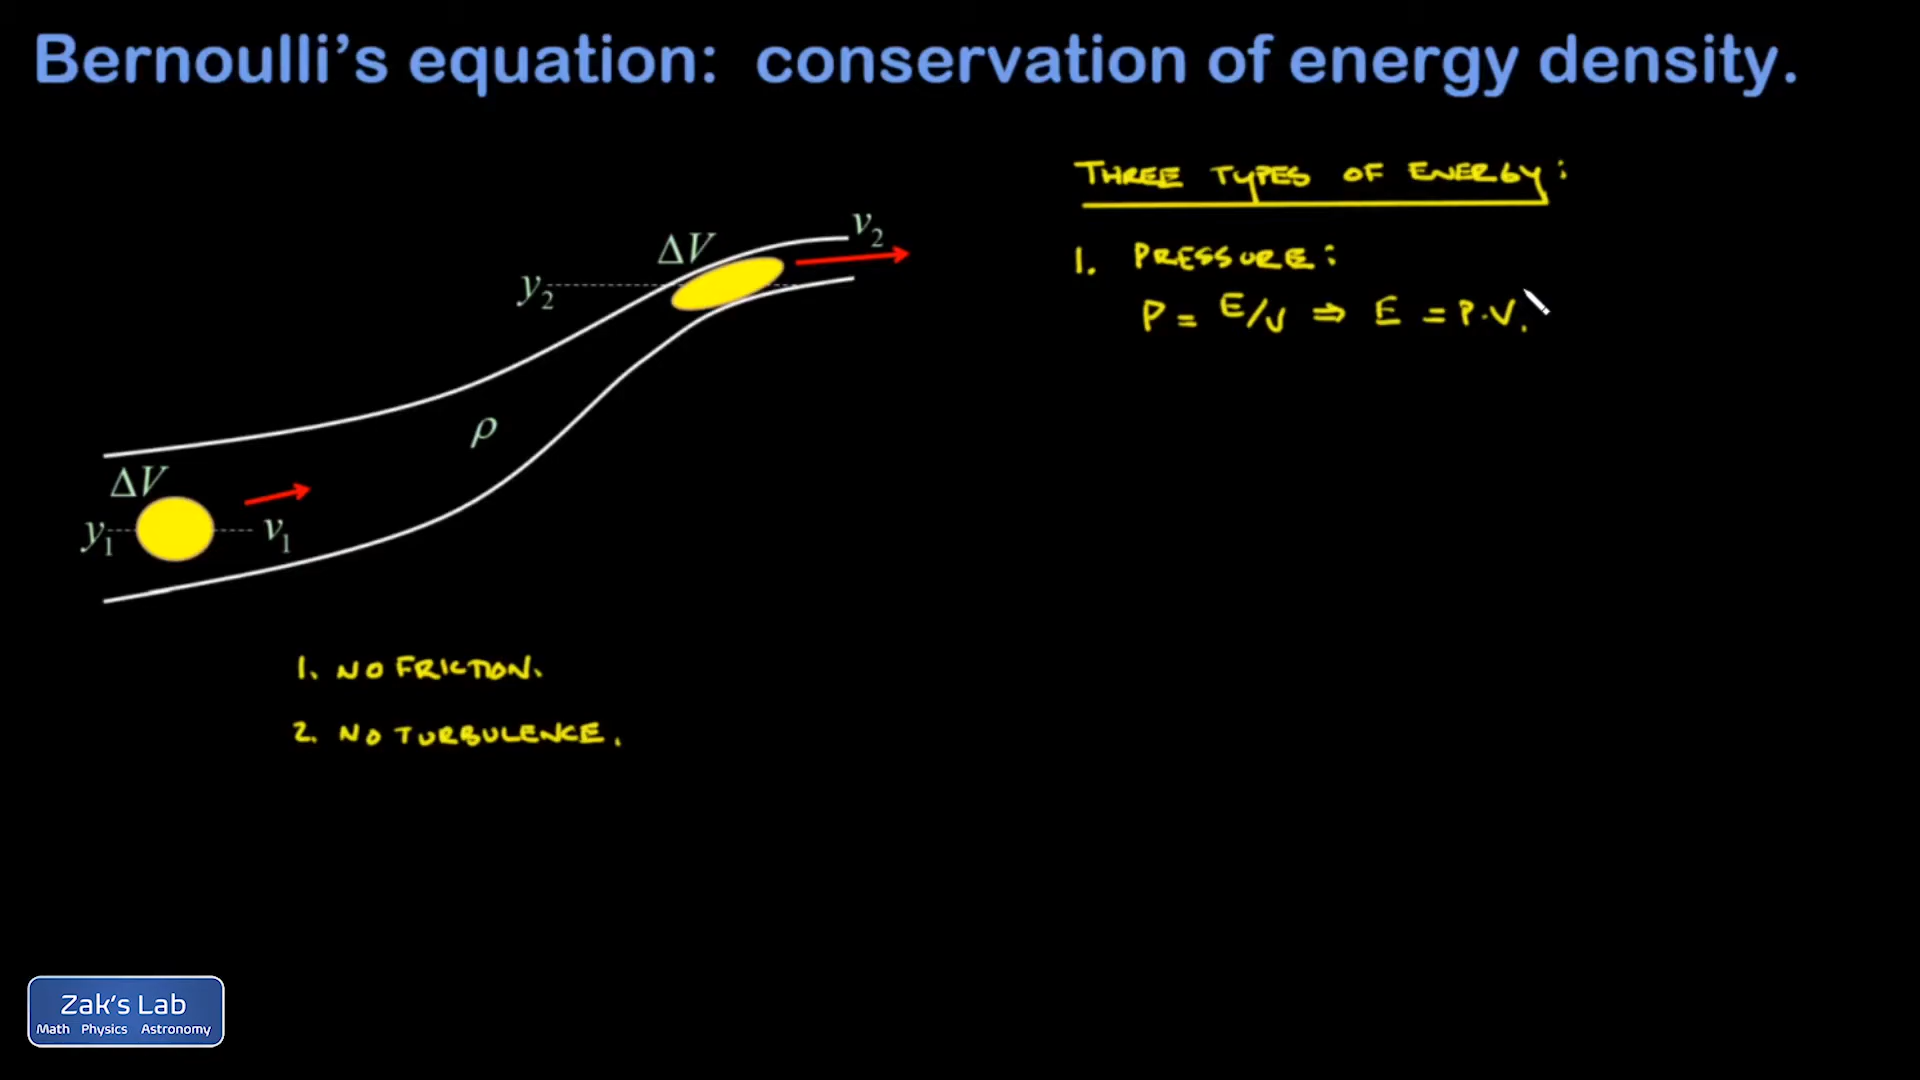 Bernoulli's equation: conservation of energy density.
THREE TYPES OF ENERGY:
1. PRESSURE:
P = E/V ⇒ E = P·V.
ΔV
v₂
y₂
ρ
ΔV
y₁
v₁
1. NO FRICTION.
2. NO TURBULENCE.
Zak's Lab
Math Physics Astronomy